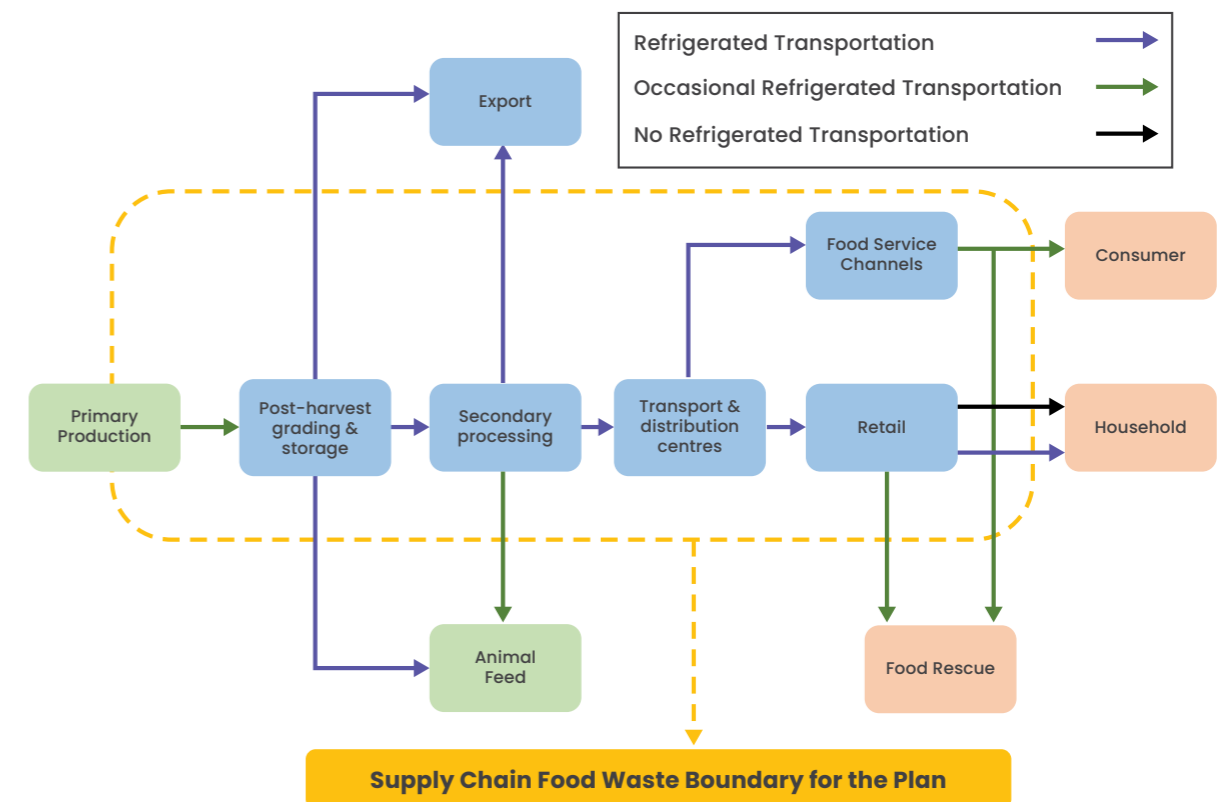 Refrigerated Transportation
Occasional Refrigerated Transportation
No Refrigerated Transportation
Export
Food Service
Channels
Consumer
Primary
Production
Post-harvest
grading &
storage
Secondary
processing
Transport &
distribution
centres
Retail
Household
Animal
Feed
Food Rescue
Supply Chain Food Waste Boundary for the Plan